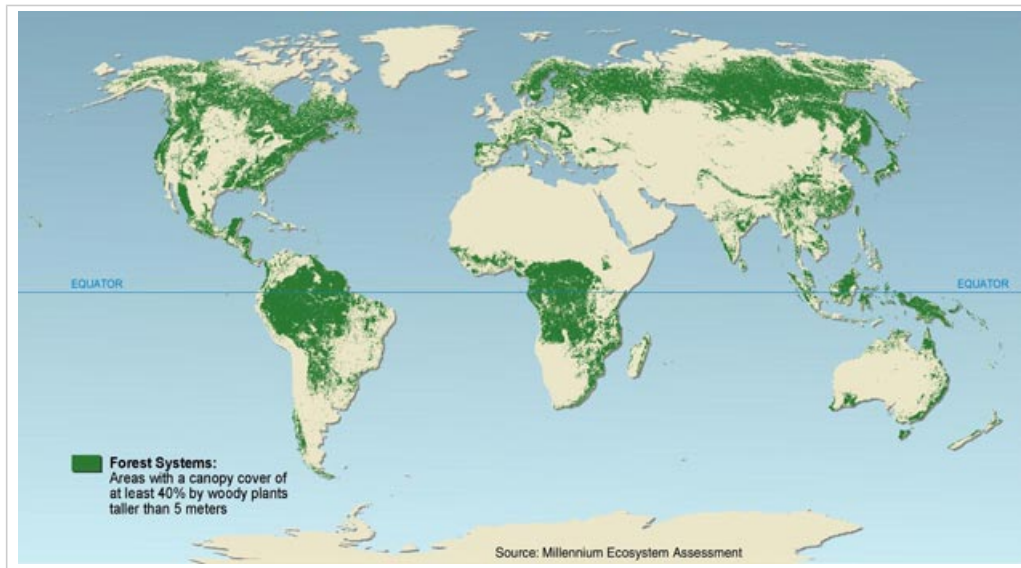 EQUATOR
EQUATOR
Forest Systems:
Areas with a canopy cover of
at least 40% by woody plants
taller than 5 meters
Source: Millennium Ecosystem Assessment